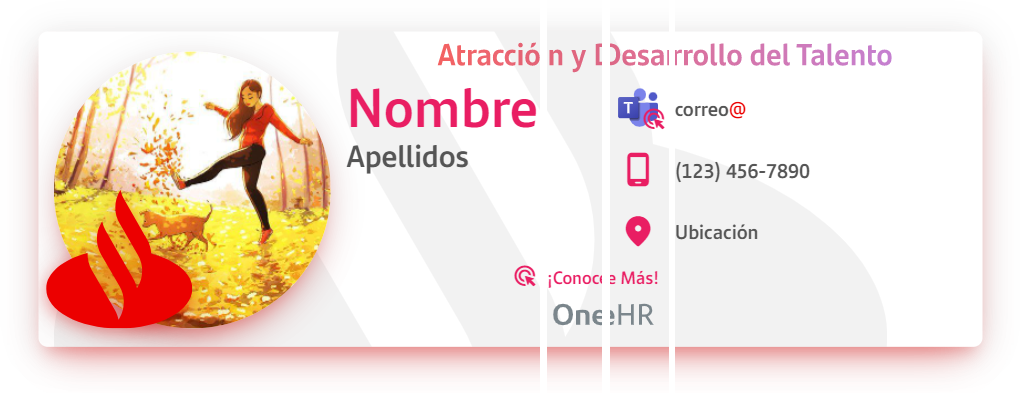 Atracción y Desarrollo del Talento
Nombre
Apellidos
T
correo@
(123) 456-7890
Ubicación
¡Conoce Más!
OneHR